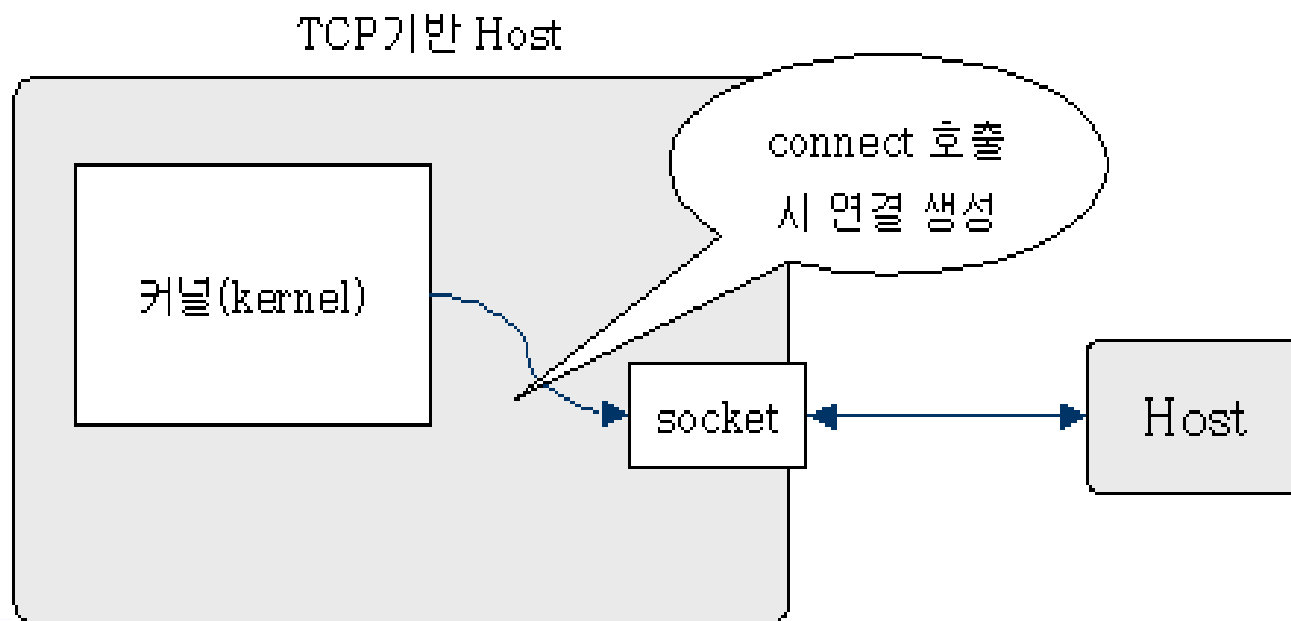 TCP기반 Host
connect 호출
시 연결 생성
커널(kernel)
socket
Host